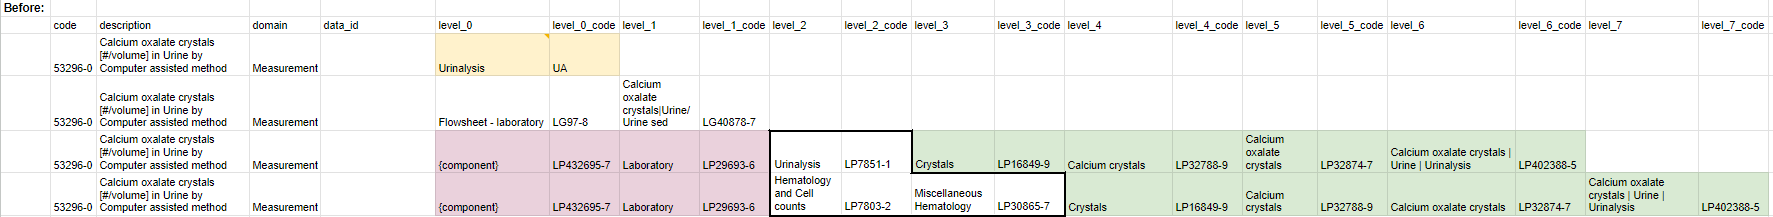 Before:
code description domain data_id level_0 level_0_code level_1 level_1_code level_2 level_2_code level_3 level_3_code level_4 level_4_code level_5 level_5_code level_6 level_6_code level_7 level_7_code
Calcium oxalate crystals
[#/volume] in Urine by
53296-0 Computer assisted method Measurement Urinalysis UA
Calcium
oxalate
Calcium oxalate crystals
[#/volume] in Urine by crystals|Urine/
53296-0 Computer assisted method Measurement Flowsheet - laboratory LG97-8 Urine sed LG40878-7
Calcium oxalate crystals Calcium
[#/volume] in Urine by oxalate Calcium oxalate crystals |
53296-0 Computer assisted method Measurement {component} LP432695-7 Laboratory LP29693-6 Urinalysis LP7851-1 Crystals LP16849-9 Calcium crystals LP32788-9 crystals LP32874-7 Urine | Urinalysis LP402388-5
Calcium oxalate crystals Hematology Calcium oxalate
[#/volume] in Urine by and Cell Miscellaneous Calcium crystals | Urine |
53296-0 Computer assisted method Measurement {component} LP432695-7 Laboratory LP29693-6 counts LP7803-2 Hematology LP30865-7 Crystals LP16849-9 crystals LP32788-9 Calcium oxalate crystals LP32874-7 Urinalysis LP402388-5